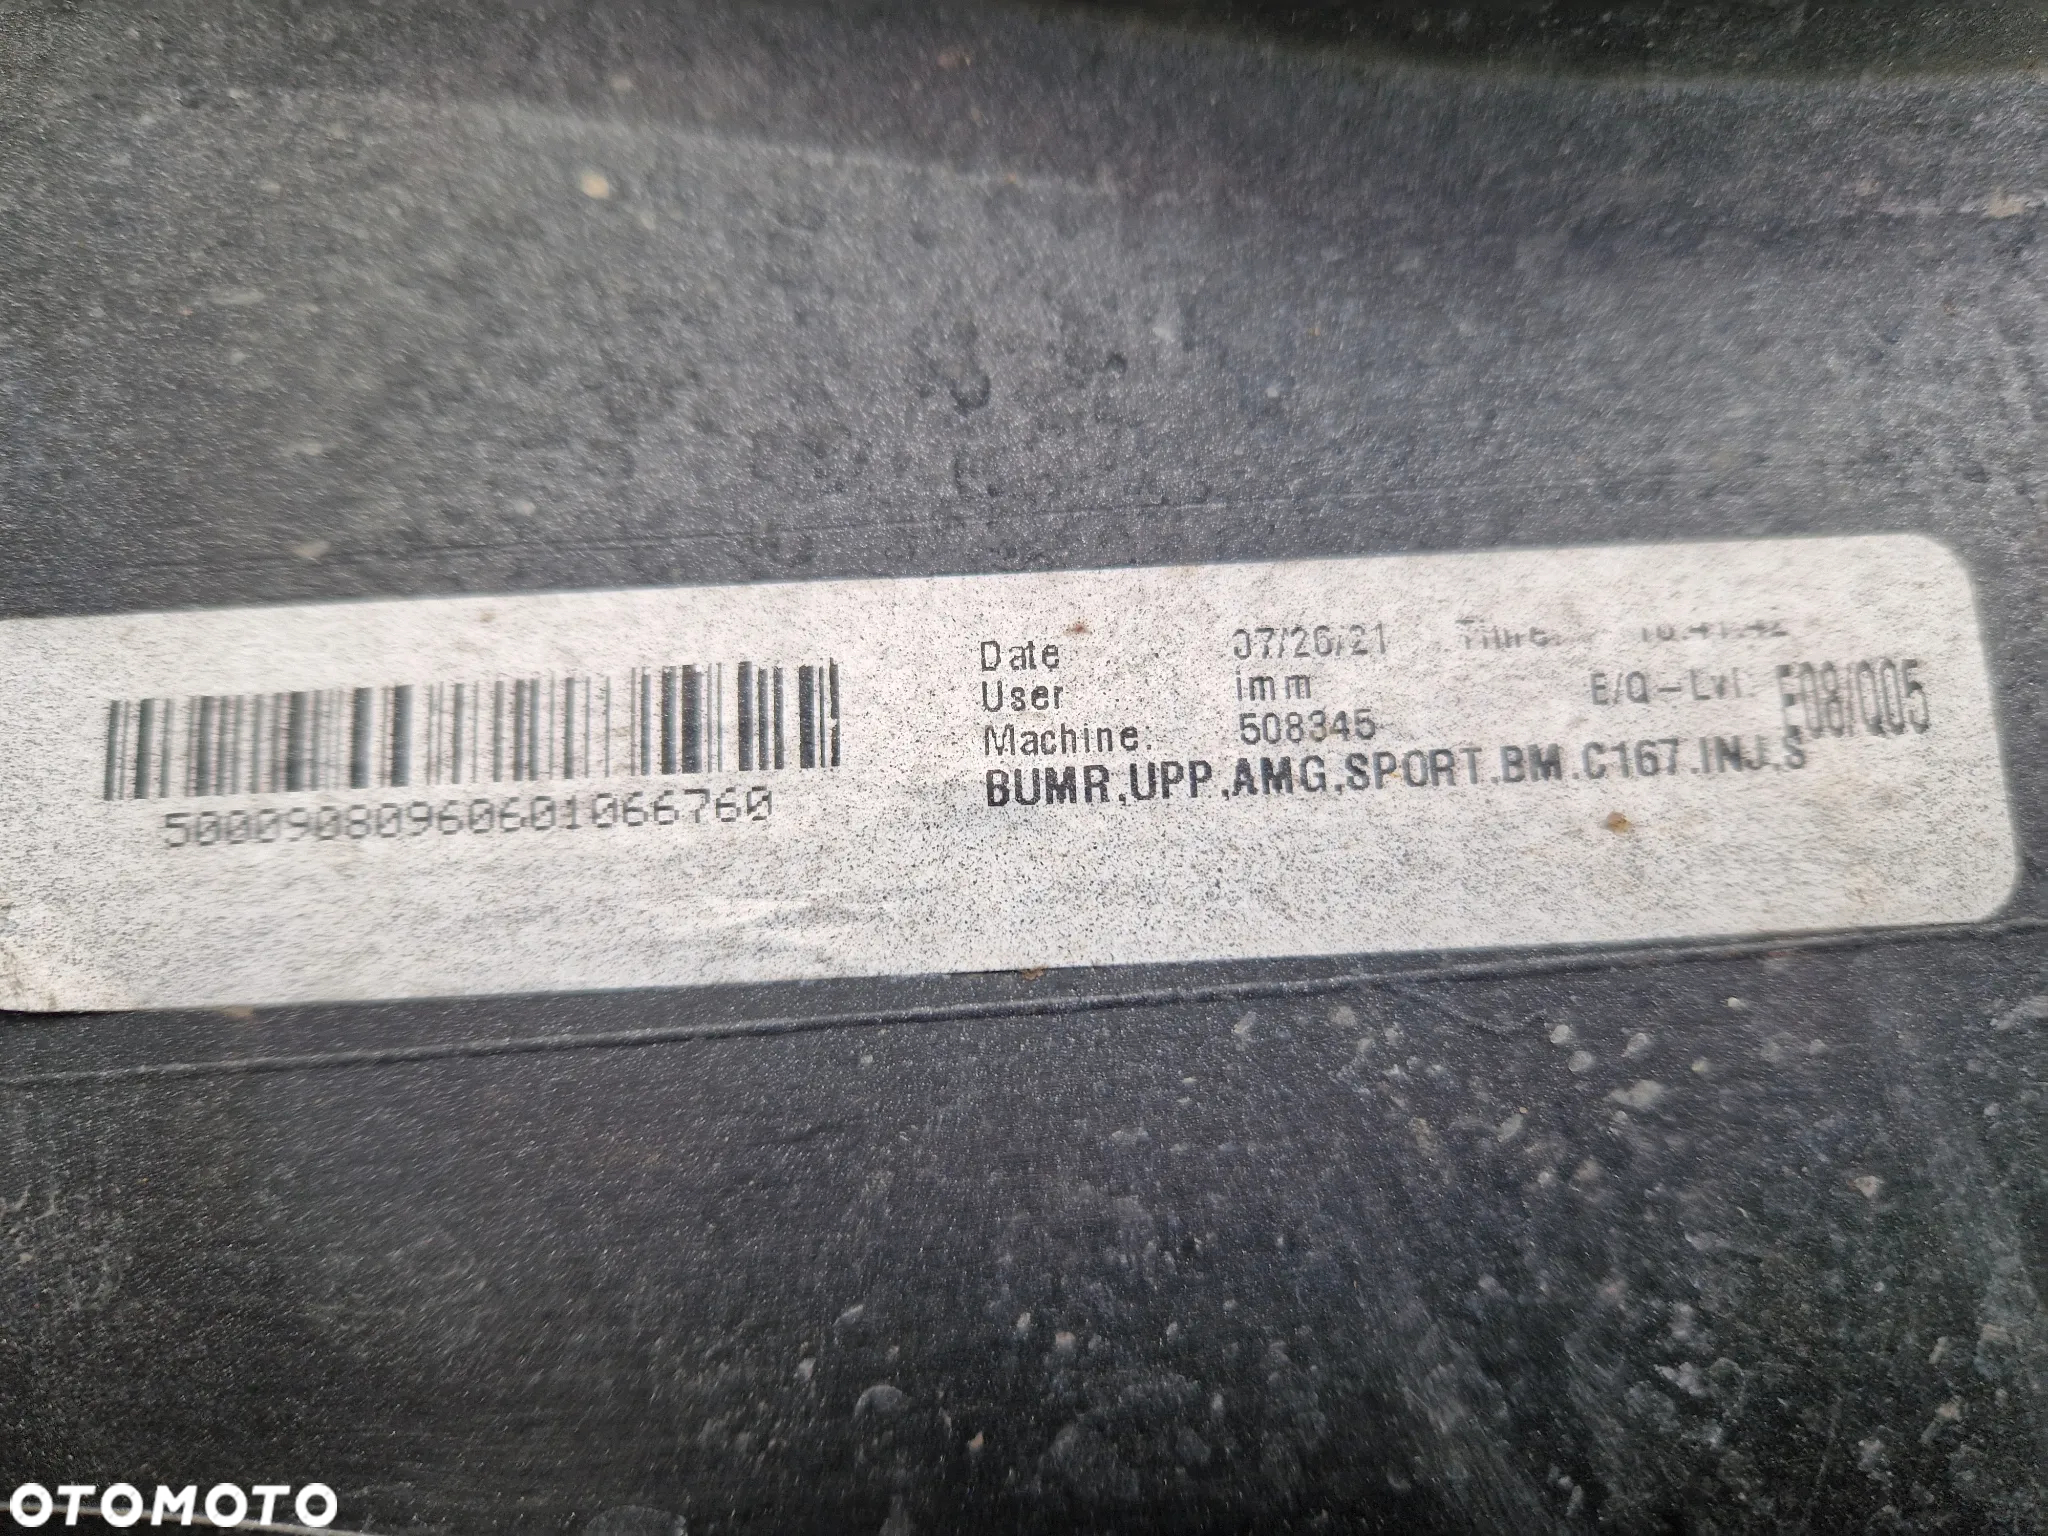 Date 07/26/21
User imm E/Q-Lvl. E08/Q05
Machine: 508345
BUMR,UPP,AMG,SPORT,BM,C167,INJ,S
50009080960601066760
OTOMOTO